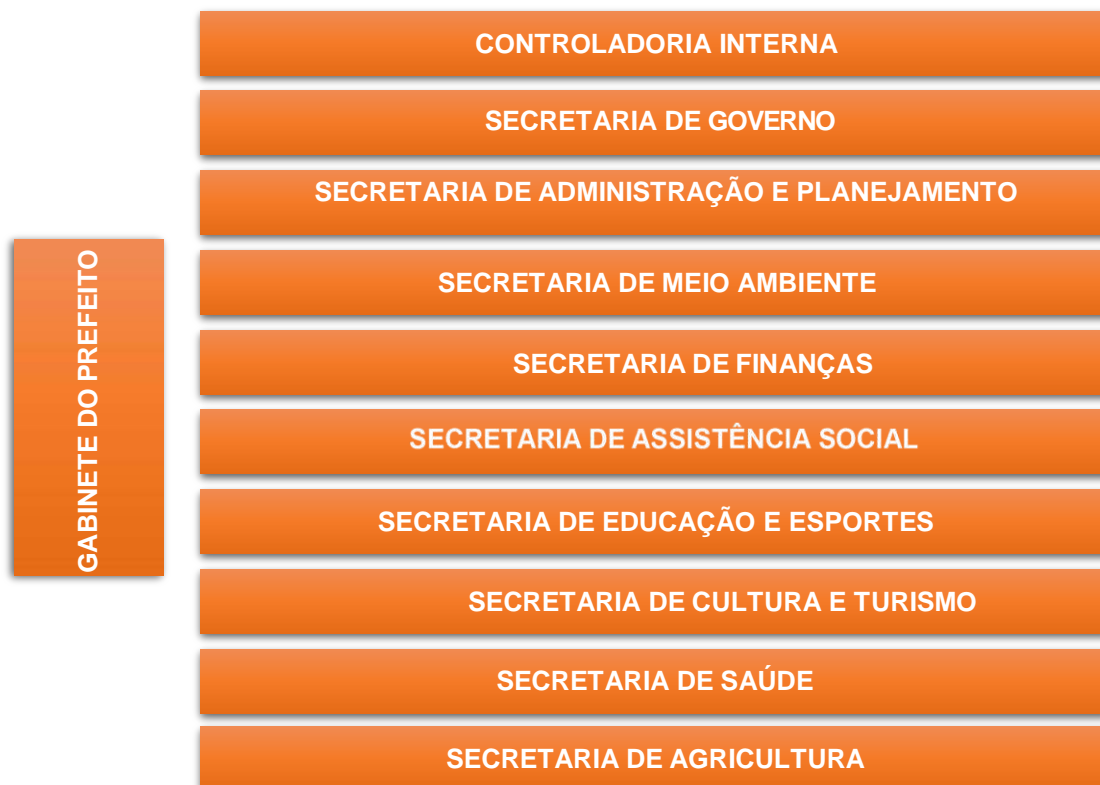 CONTROLADORIA INTERNA
SECRETARIA DE GOVERNO
SECRETARIA DE ADMINISTRAÇÃO E PLANEJAMENTO
GABINETE DO PREFEITO
SECRETARIA DE MEIO AMBIENTE
SECRETARIA DE FINANÇAS
SECRETARIA DE ASSISTÊNCIA SOCIAL
SECRETARIA DE EDUCAÇÃO E ESPORTES
SECRETARIA DE CULTURA E TURISMO
SECRETARIA DE SAÚDE
SECRETARIA DE AGRICULTURA